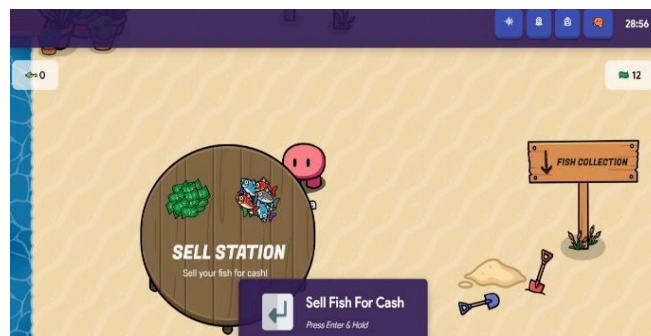 28:56
0
12
FISH COLLECTION
SELL STATION
Sell your fish for cash!
Sell Fish For Cash
Press Enter & Hold